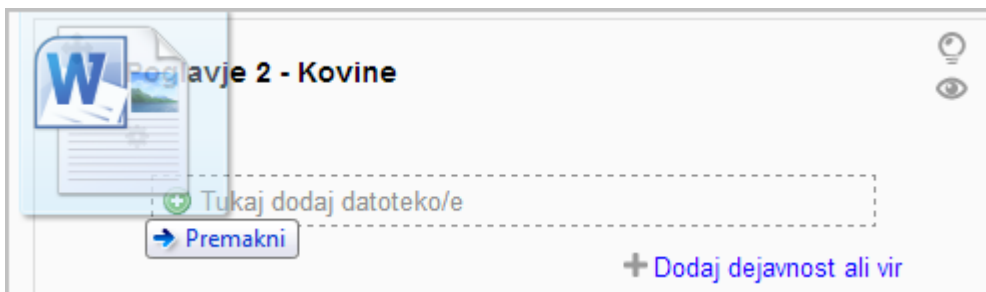 Poglavje 2 - Kovine
Tukaj dodaj datoteko/e
Premakni
Dodaj dejavnost ali vir